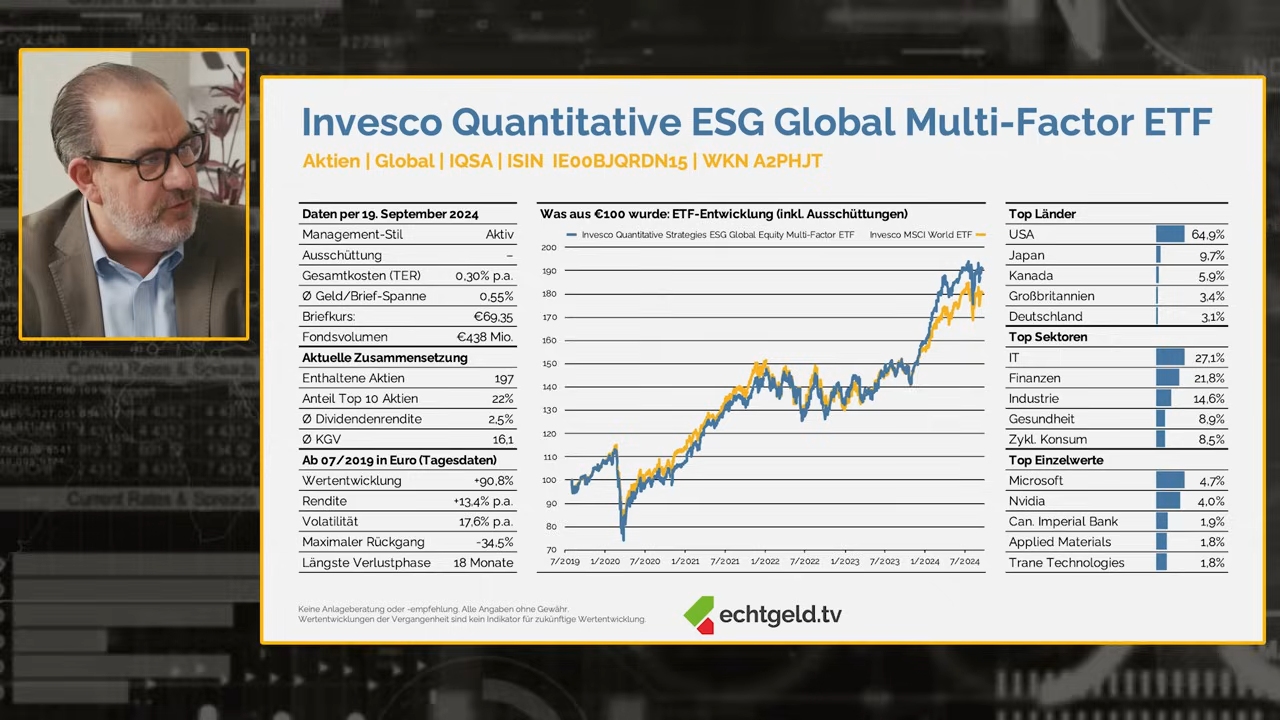 Invesco Quantitative ESG Global Multi-Factor ETF
Aktien | Global | IQSA | ISIN IE00BJQRDN15 | WKN A2PHJT
Daten per 19. September 2024
Management-Stil Aktiv
Ausschüttung –
Gesamtkosten (TER) 0,30% p.a.
Ø Geld/Brief-Spanne 0,55%
Briefkurs: €69,35
Fondsvolumen €438 Mio.
Aktuelle Zusammensetzung
Enthaltene Aktien 197
Anteil Top 10 Aktien 22%
Ø Dividendenrendite 2,5%
Ø KGV 16,1
Ab 07/2019 in Euro (Tagesdaten)
Wertentwicklung +90,8%
Rendite +13,4% p.a.
Volatilität 17,6% p.a.
Maximaler Rückgang -34,5%
Längste Verlustphase 18 Monate
Was aus €100 wurde: ETF-Entwicklung (inkl. Ausschüttungen)
Invesco Quantitative Strategies ESG Global Equity Multi-Factor ETF Invesco MSCI World ETF
200
190
180
170
160
150
140
130
120
110
100
90
80
70
7/2019 1/2020 7/2020 1/2021 7/2021 1/2022 7/2022 1/2023 7/2023 1/2024 7/2024
Top Länder
USA 64,9%
Japan 9,7%
Kanada 5,9%
Großbritannien 3,4%
Deutschland 3,1%
Top Sektoren
IT 27,1%
Finanzen 21,8%
Industrie 14,6%
Gesundheit 8,9%
Zykl. Konsum 8,5%
Top Einzelwerte
Microsoft 4,7%
Nvidia 4,0%
Can. Imperial Bank 1,9%
Applied Materials 1,8%
Trane Technologies 1,8%
Keine Anlageberatung oder -empfehlung. Alle Angaben ohne Gewähr.
Wertentwicklungen der Vergangenheit sind kein Indikator für zukünftige Wertentwicklung.
echtgeld.tv